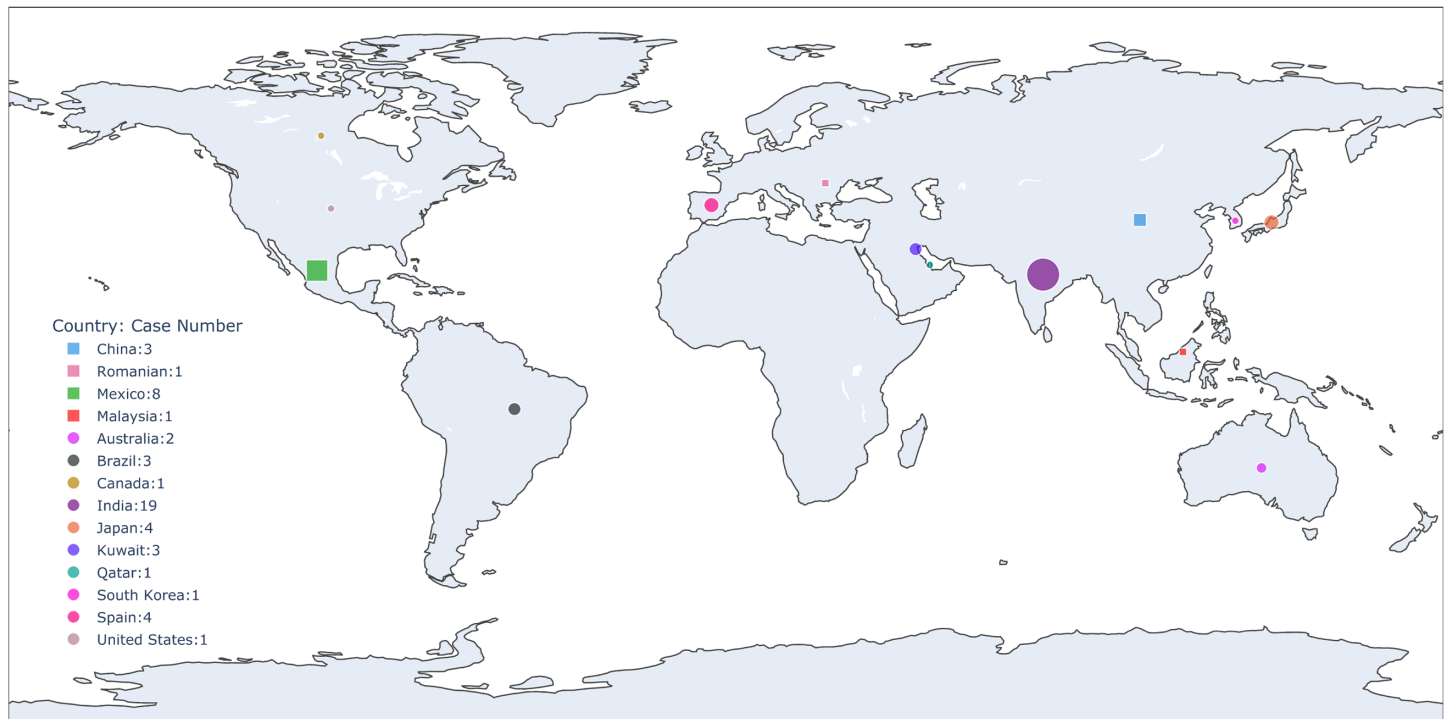 Country: Case Number
China:3
Romanian:1
Mexico:8
Malaysia:1
Australia:2
Brazil:3
Canada:1
India:19
Japan:4
Kuwait:3
Qatar:1
South Korea:1
Spain:4
United States:1